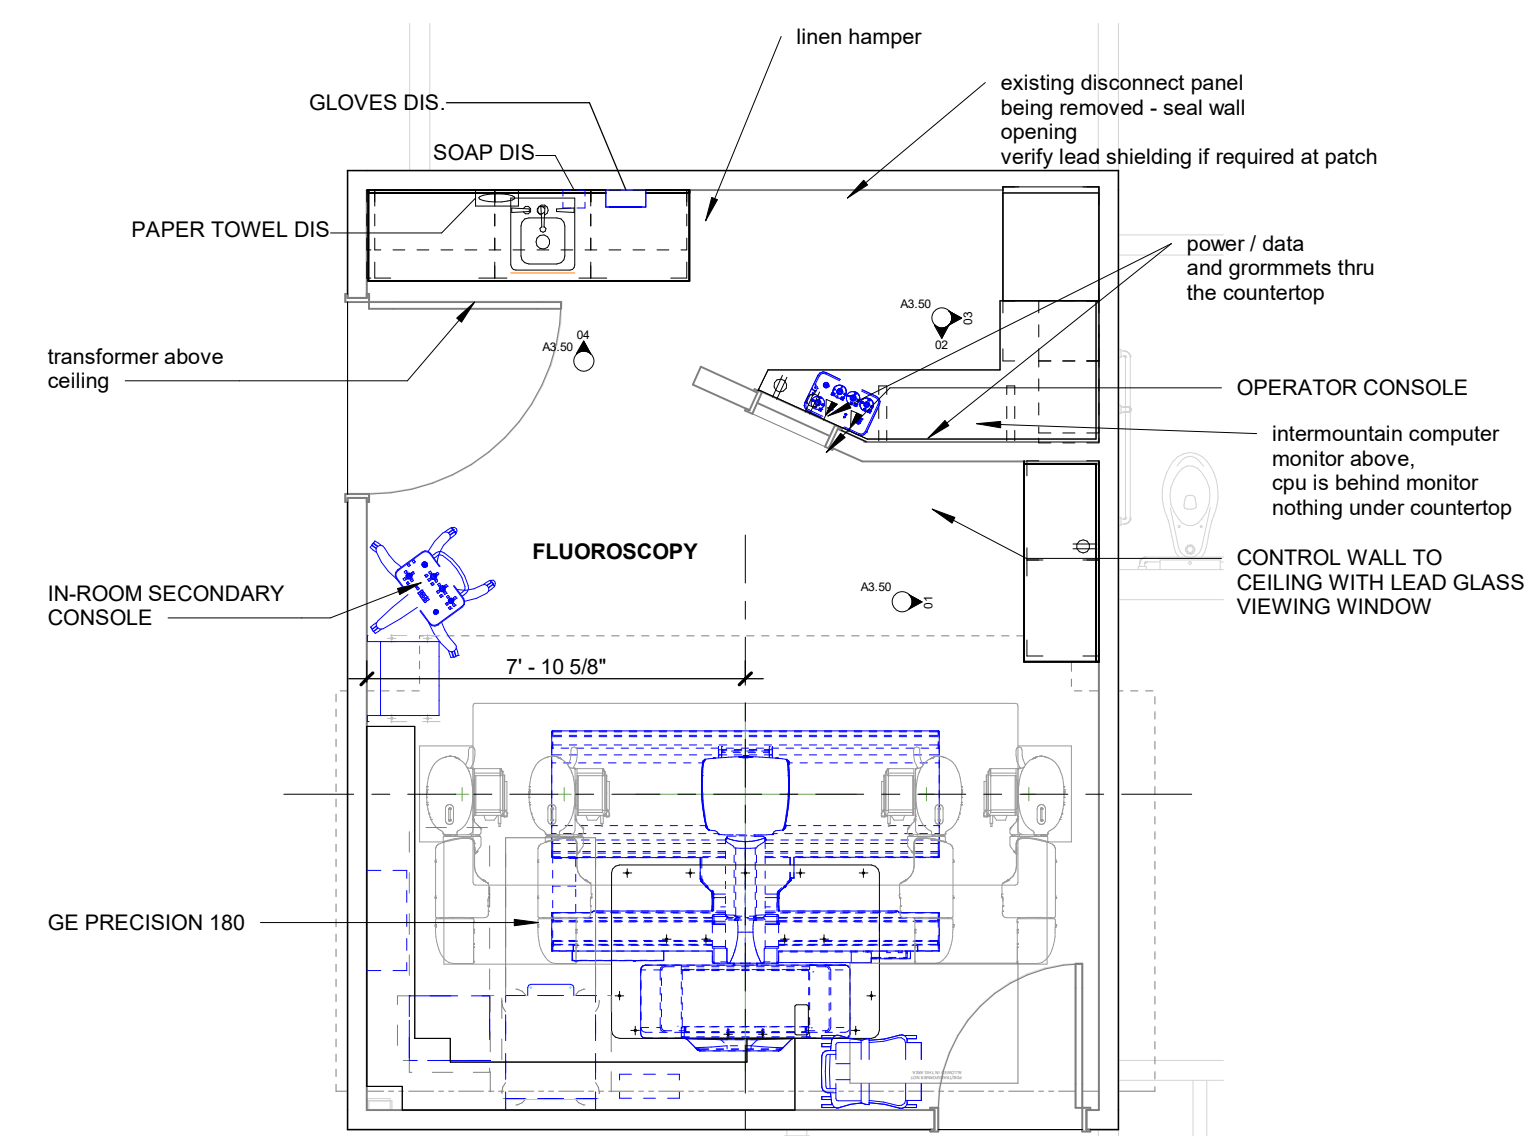 linen hamper
existing disconnect panel
being removed - seal wall
opening
verify lead shielding if required at patch
GLOVES DIS.
SOAP DIS
PAPER TOWEL DIS
power / data
and grormmets thru
the countertop
A3.50
03
02
04
A3.50
transformer above
ceiling
OPERATOR CONSOLE
intermountain computer
monitor above,
cpu is behind monitor
nothing under countertop
FLUOROSCOPY
CONTROL WALL TO
CEILING WITH LEAD GLASS
VIEWING WINDOW
IN-ROOM SECONDARY
CONSOLE
A3.50
01
7' - 10 5/8"
GE PRECISION 180